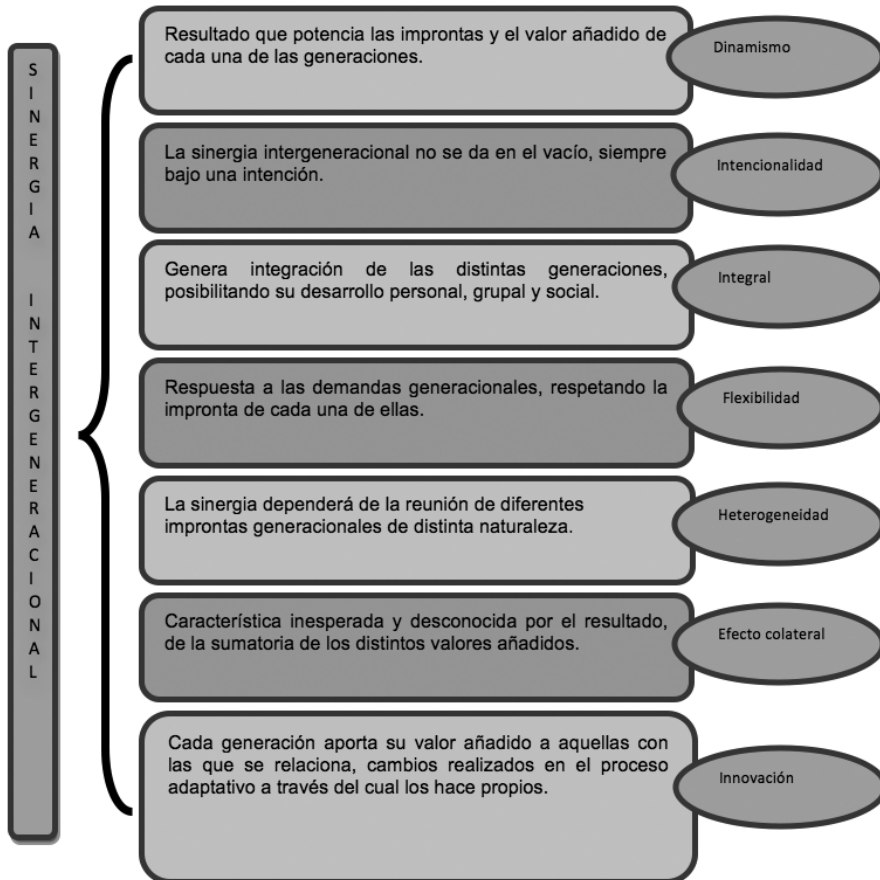 SINERGIA INTERGENERACIONAL
Resultado que potencia las improntas y el valor añadido de
cada una de las generaciones.
Dinamismo
La sinergia intergeneracional no se da en el vacío, siempre
bajo una intención.
Intencionalidad
Genera integración de las distintas generaciones,
posibilitando su desarrollo personal, grupal y social.
Integral
Respuesta a las demandas generacionales, respetando la
impronta de cada una de ellas.
Flexibilidad
La sinergia dependerá de la reunión de diferentes
improntas generacionales de distinta naturaleza.
Heterogeneidad
Característica inesperada y desconocida por el resultado,
de la sumatoria de los distintos valores añadidos.
Efecto colateral
Cada generación aporta su valor añadido a aquellas con
las que se relaciona, cambios realizados en el proceso
adaptativo a través del cual los hace propios.
Innovación